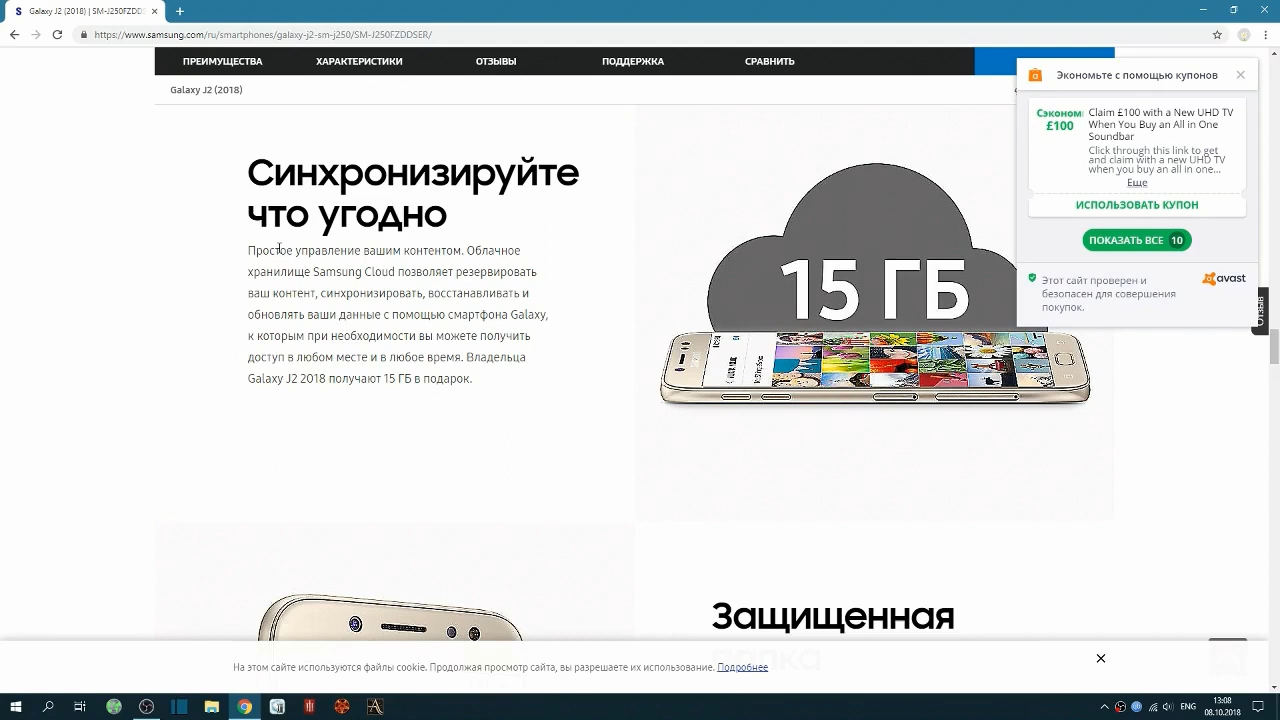 Galaxy J2 (2018) | SM-J250FZDDS
https://www.samsung.com/ru/smartphones/galaxy-j2-sm-j250/SM-J250FZDDSER/
ПРЕИМУЩЕСТВА
ХАРАКТЕРИСТИКИ
ОТЗЫВЫ
ПОДДЕРЖКА
СРАВНИТЬ
Galaxy J2 (2018)
Синхронизируйте
что угодно
Простое управление вашим контентом. Облачное
хранилище Samsung Cloud позволяет резервировать
ваш контент, синхронизировать, восстанавливать и
обновлять ваши данные с помощью смартфона Galaxy,
к которым при необходимости вы можете получить
доступ в любом месте и в любое время. Владельца
Galaxy J2 2018 получают 15 ГБ в подарок.
15 ГБ
Экономьте с помощью купонов
Сэконом
£100
Claim £100 with a New UHD TV
When You Buy an All in One
Soundbar
Click through this link to get
and claim with a new UHD TV
when you buy an all in one...
Еще
ИСПОЛЬЗОВАТЬ КУПОН
ПОКАЗАТЬ ВСЕ 10
Этот сайт проверен и
безопасен для совершения
покупок.
avast
Отзыв
Защищенная
На этом сайте используются файлы cookie. Продолжая просмотр сайта, вы разрешаете их использование. Подробнее
ENG
13:08
08.10.2018